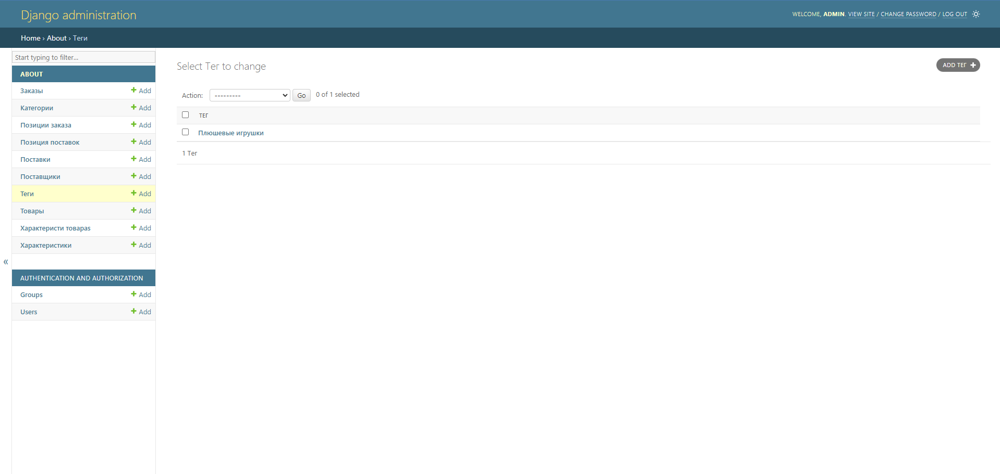 Django administration
WELCOME, ADMIN. VIEW SITE / CHANGE PASSWORD / LOG OUT
Home › About › Теги
Start typing to filter...
ABOUT
Заказы Add
Категории Add
Позиции заказа Add
Позиция поставок Add
Поставки Add
Поставщики Add
Теги Add
Товары Add
Характеристи товараs Add
Характеристики Add
«
AUTHENTICATION AND AUTHORIZATION
Groups Add
Users Add
Select Тег to change
ADD ТЕГ +
Action: --------- Go 0 of 1 selected
ТЕГ
Плюшевые игрушки
1 Тег